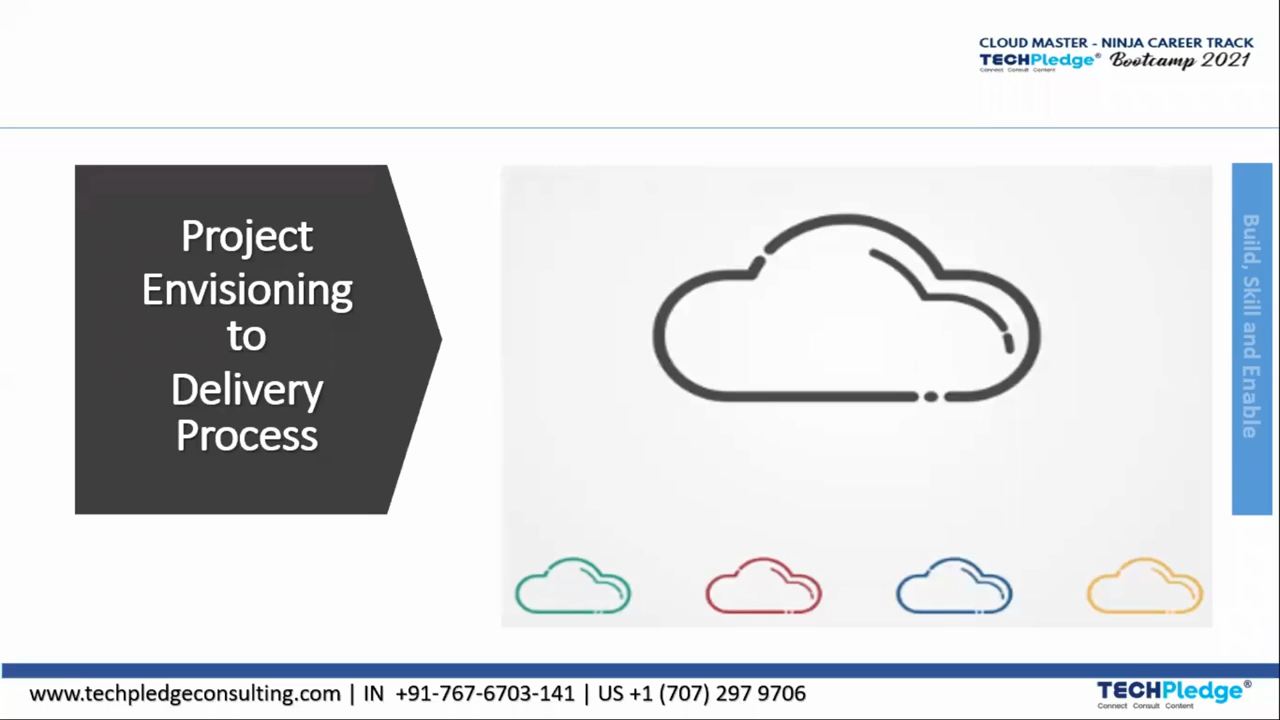 CLOUD MASTER - NINJA CAREER TRACK
TECHPledge® Bootcamp 2021
Connect Consult Content
Project
Envisioning
to
Delivery
Process
Build, Skill and Enable
www.techpledgeconsulting.com | IN +91-767-6703-141 | US +1 (707) 297 9706
TECHPledge®
Connect Consult Content